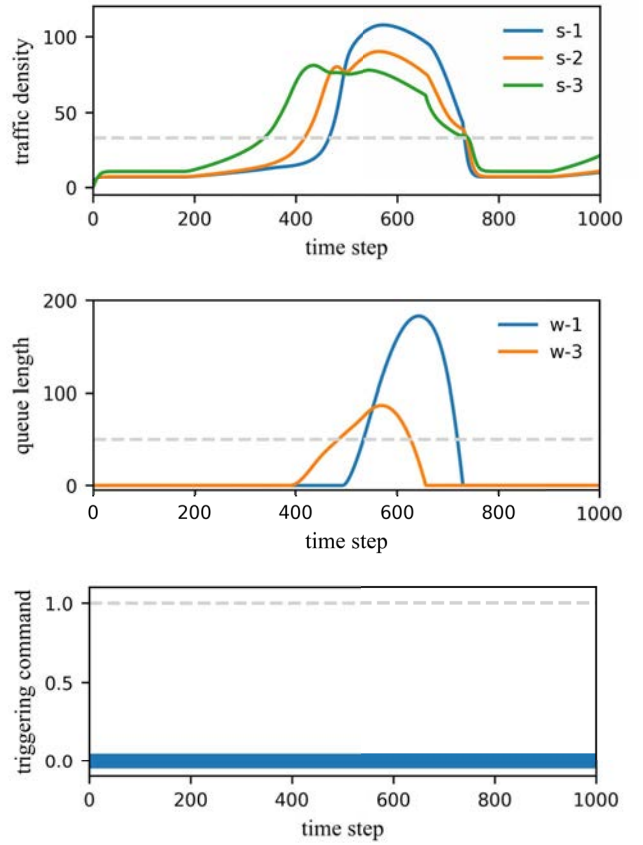 traffic density
100
50
0
s-1
s-2
s-3
0 200 400 600 800 1000
time step
queue length
200
100
0
w-1
w-3
0 200 400 600 800 1000
time step
triggering command
1.0
0.5
0.0
0 200 400 600 800 1000
time step